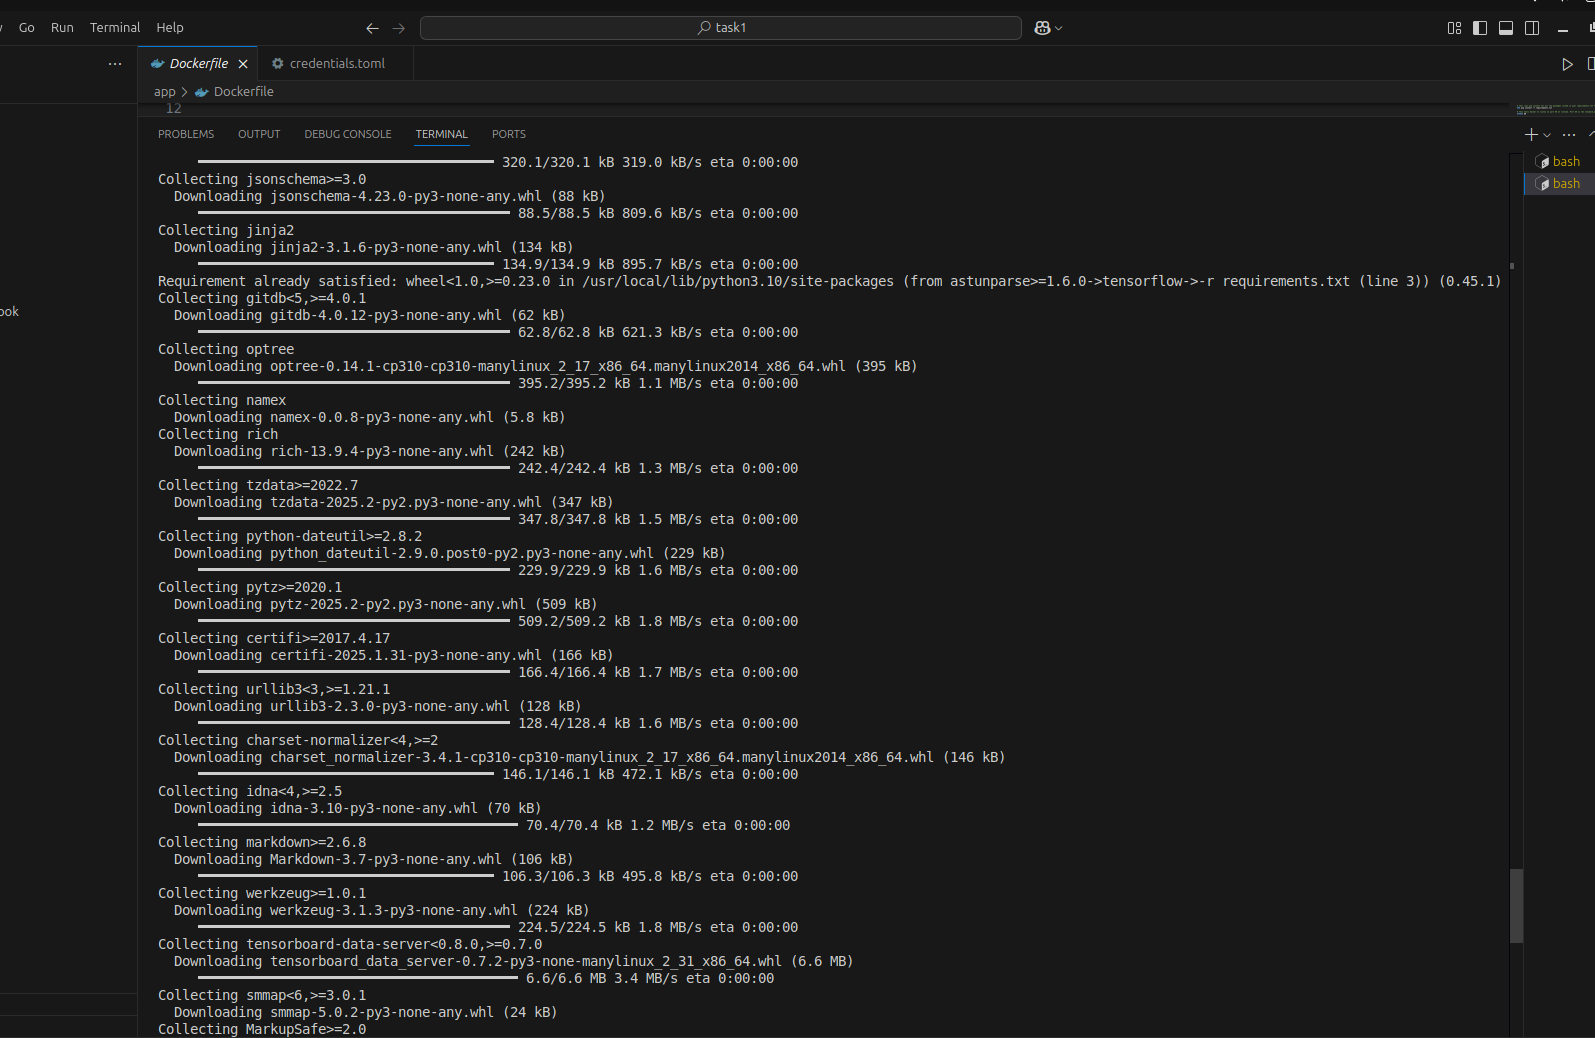 Go Run Terminal Help
task1
Dockerfile
credentials.toml
app > Dockerfile
12
PROBLEMS OUTPUT DEBUG CONSOLE TERMINAL PORTS
bash
bash
ook
320.1/320.1 kB 319.0 kB/s eta 0:00:00
Collecting jsonschema>=3.0
Downloading jsonschema-4.23.0-py3-none-any.whl (88 kB)
88.5/88.5 kB 809.6 kB/s eta 0:00:00
Collecting jinja2
Downloading jinja2-3.1.6-py3-none-any.whl (134 kB)
134.9/134.9 kB 895.7 kB/s eta 0:00:00
Requirement already satisfied: wheel<1.0,>=0.23.0 in /usr/local/lib/python3.10/site-packages (from astunparse>=1.6.0->tensorflow->-r requirements.txt (line 3)) (0.45.1)
Collecting gitdb<5,>=4.0.1
Downloading gitdb-4.0.12-py3-none-any.whl (62 kB)
62.8/62.8 kB 621.3 kB/s eta 0:00:00
Collecting optree
Downloading optree-0.14.1-cp310-cp310-manylinux_2_17_x86_64.manylinux2014_x86_64.whl (395 kB)
395.2/395.2 kB 1.1 MB/s eta 0:00:00
Collecting namex
Downloading namex-0.0.8-py3-none-any.whl (5.8 kB)
Collecting rich
Downloading rich-13.9.4-py3-none-any.whl (242 kB)
242.4/242.4 kB 1.3 MB/s eta 0:00:00
Collecting tzdata>=2022.7
Downloading tzdata-2025.2-py2.py3-none-any.whl (347 kB)
347.8/347.8 kB 1.5 MB/s eta 0:00:00
Collecting python-dateutil>=2.8.2
Downloading python_dateutil-2.9.0.post0-py2.py3-none-any.whl (229 kB)
229.9/229.9 kB 1.6 MB/s eta 0:00:00
Collecting pytz>=2020.1
Downloading pytz-2025.2-py2.py3-none-any.whl (509 kB)
509.2/509.2 kB 1.8 MB/s eta 0:00:00
Collecting certifi>=2017.4.17
Downloading certifi-2025.1.31-py3-none-any.whl (166 kB)
166.4/166.4 kB 1.7 MB/s eta 0:00:00
Collecting urllib3<3,>=1.21.1
Downloading urllib3-2.3.0-py3-none-any.whl (128 kB)
128.4/128.4 kB 1.6 MB/s eta 0:00:00
Collecting charset-normalizer<4,>=2
Downloading charset_normalizer-3.4.1-cp310-cp310-manylinux_2_17_x86_64.manylinux2014_x86_64.whl (146 kB)
146.1/146.1 kB 472.1 kB/s eta 0:00:00
Collecting idna<4,>=2.5
Downloading idna-3.10-py3-none-any.whl (70 kB)
70.4/70.4 kB 1.2 MB/s eta 0:00:00
Collecting markdown>=2.6.8
Downloading Markdown-3.7-py3-none-any.whl (106 kB)
106.3/106.3 kB 495.8 kB/s eta 0:00:00
Collecting werkzeug>=1.0.1
Downloading werkzeug-3.1.3-py3-none-any.whl (224 kB)
224.5/224.5 kB 1.8 MB/s eta 0:00:00
Collecting tensorboard-data-server<0.8.0,>=0.7.0
Downloading tensorboard_data_server-0.7.2-py3-none-manylinux_2_31_x86_64.whl (6.6 MB)
6.6/6.6 MB 3.4 MB/s eta 0:00:00
Collecting smmap<6,>=3.0.1
Downloading smmap-5.0.2-py3-none-any.whl (24 kB)
Collecting MarkupSafe>=2.0